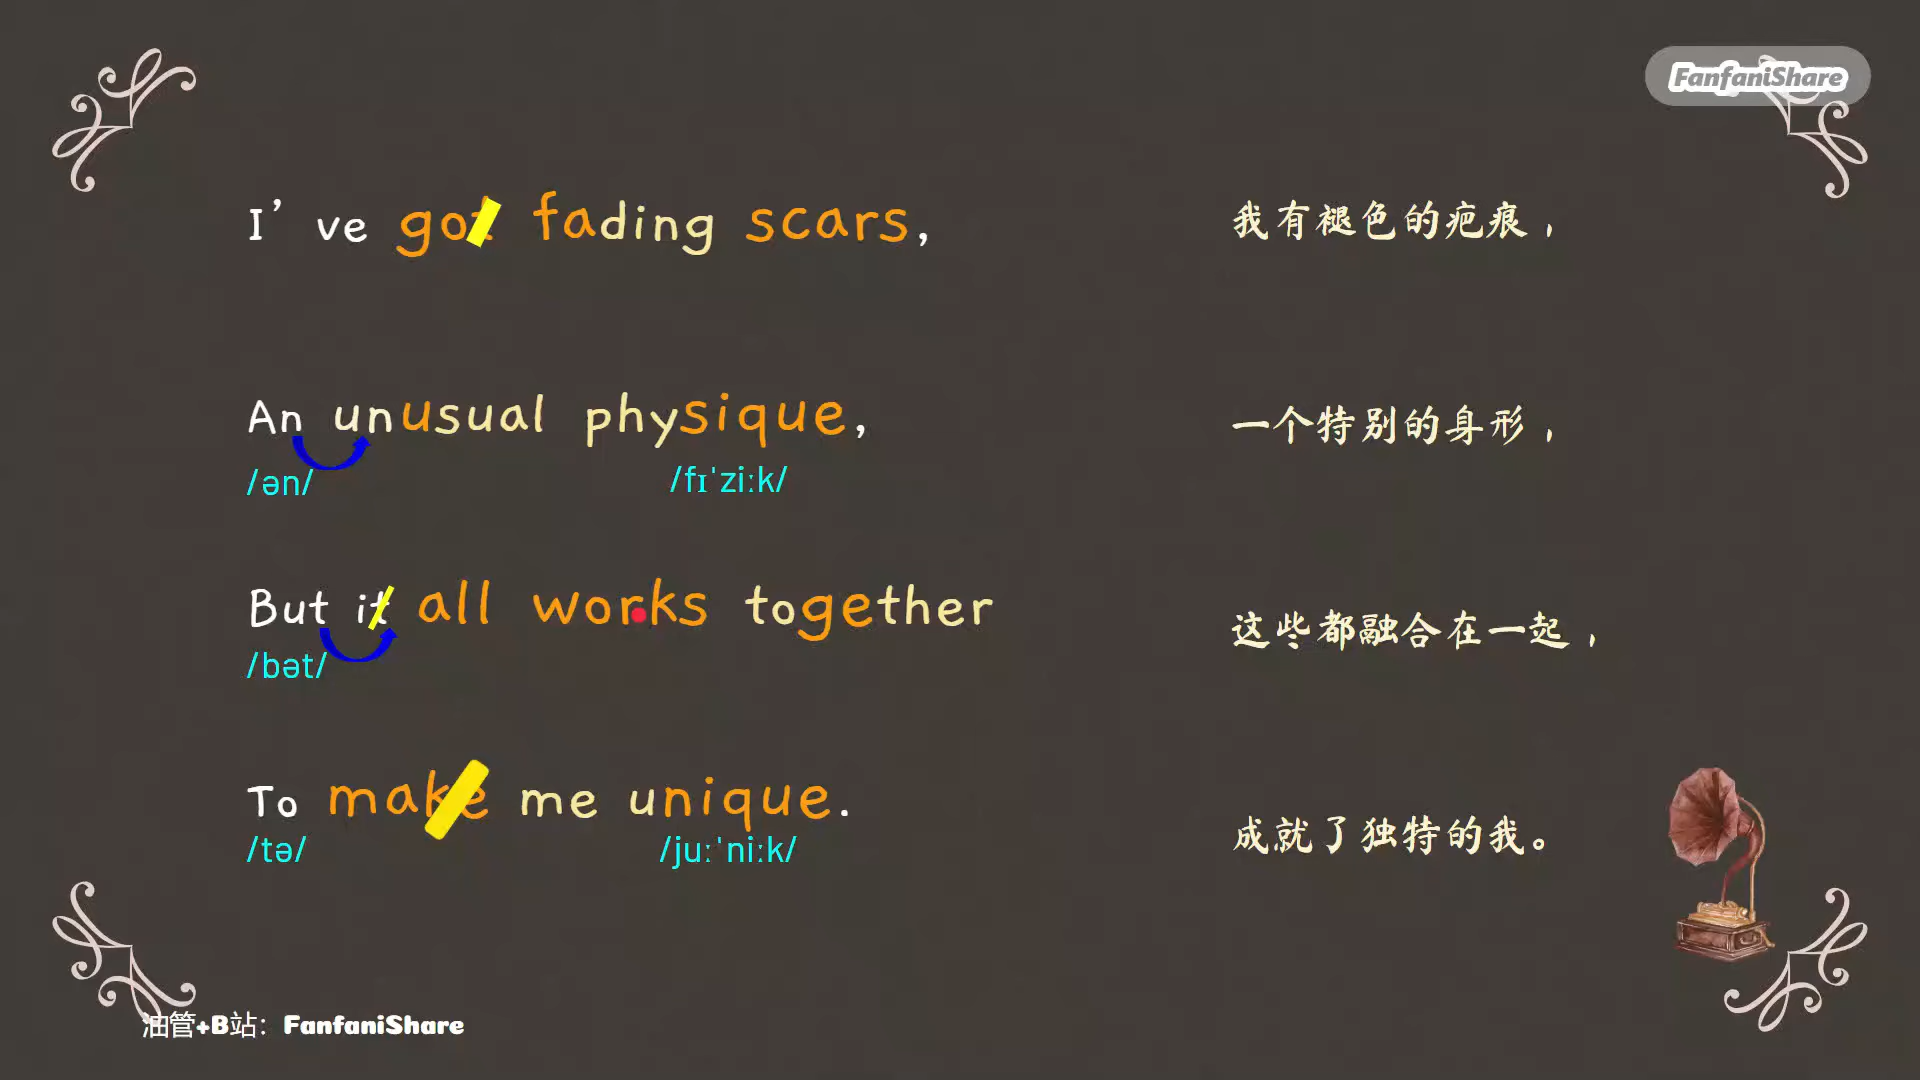 FanfaniShare
I’ve got fading scars,
我有褪色的疤痕，
An unusual physique,
一个特别的身形，
/ən/ /fɪˈziːk/
But it all works together
这些都融合在一起，
/bət/
To make me unique.
成就了独特的我。
/tə/ /juːˈniːk/
油管+B站：FanfaniShare